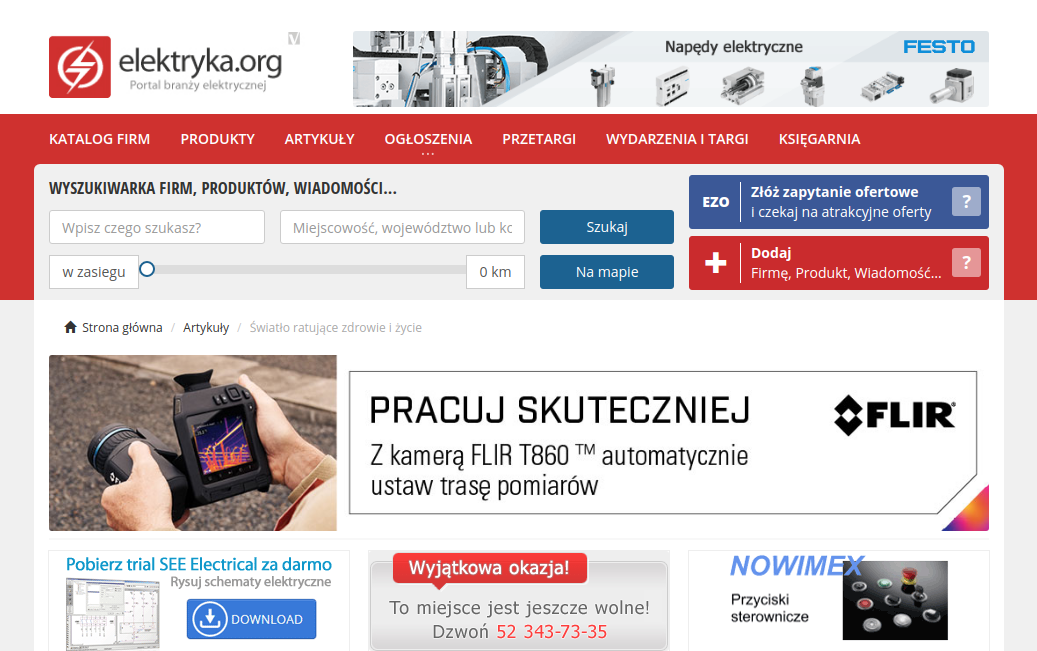 elektryka.org
Portal branży elektrycznej
Napędy elektryczne
FESTO
KATALOG FIRM PRODUKTY ARTYKUŁY OGŁOSZENIA PRZETARGI WYDARZENIA I TARGI KSIĘGARNIA
...
WYSZUKIWARKA FIRM, PRODUKTÓW, WIADOMOŚCI...
Wpisz czego szukasz? Miejscowość, województwo lub kc Szukaj
w zasiegu 0 km Na mapie
EZO Złóż zapytanie ofertowe ?
I czekaj na atrakcyjne oferty
Dodaj ?
Firmę, Produkt, Wiadomość...
Strona główna / Artykuły / Światło ratujące zdrowie i życie
PRACUJ SKUTECZNIEJ
Z kamerą FLIR T860 ™ automatycznie
ustaw trasę pomiarów
FLIR
Pobierz trial SEE Electrical za darmo
Rysuj schematy elektryczne
DOWNLOAD
Wyjątkowa okazja!
To miejsce jest jeszcze wolne!
Dzwoń 52 343-73-35
NOWIMEX
Przyciski
sterownicze